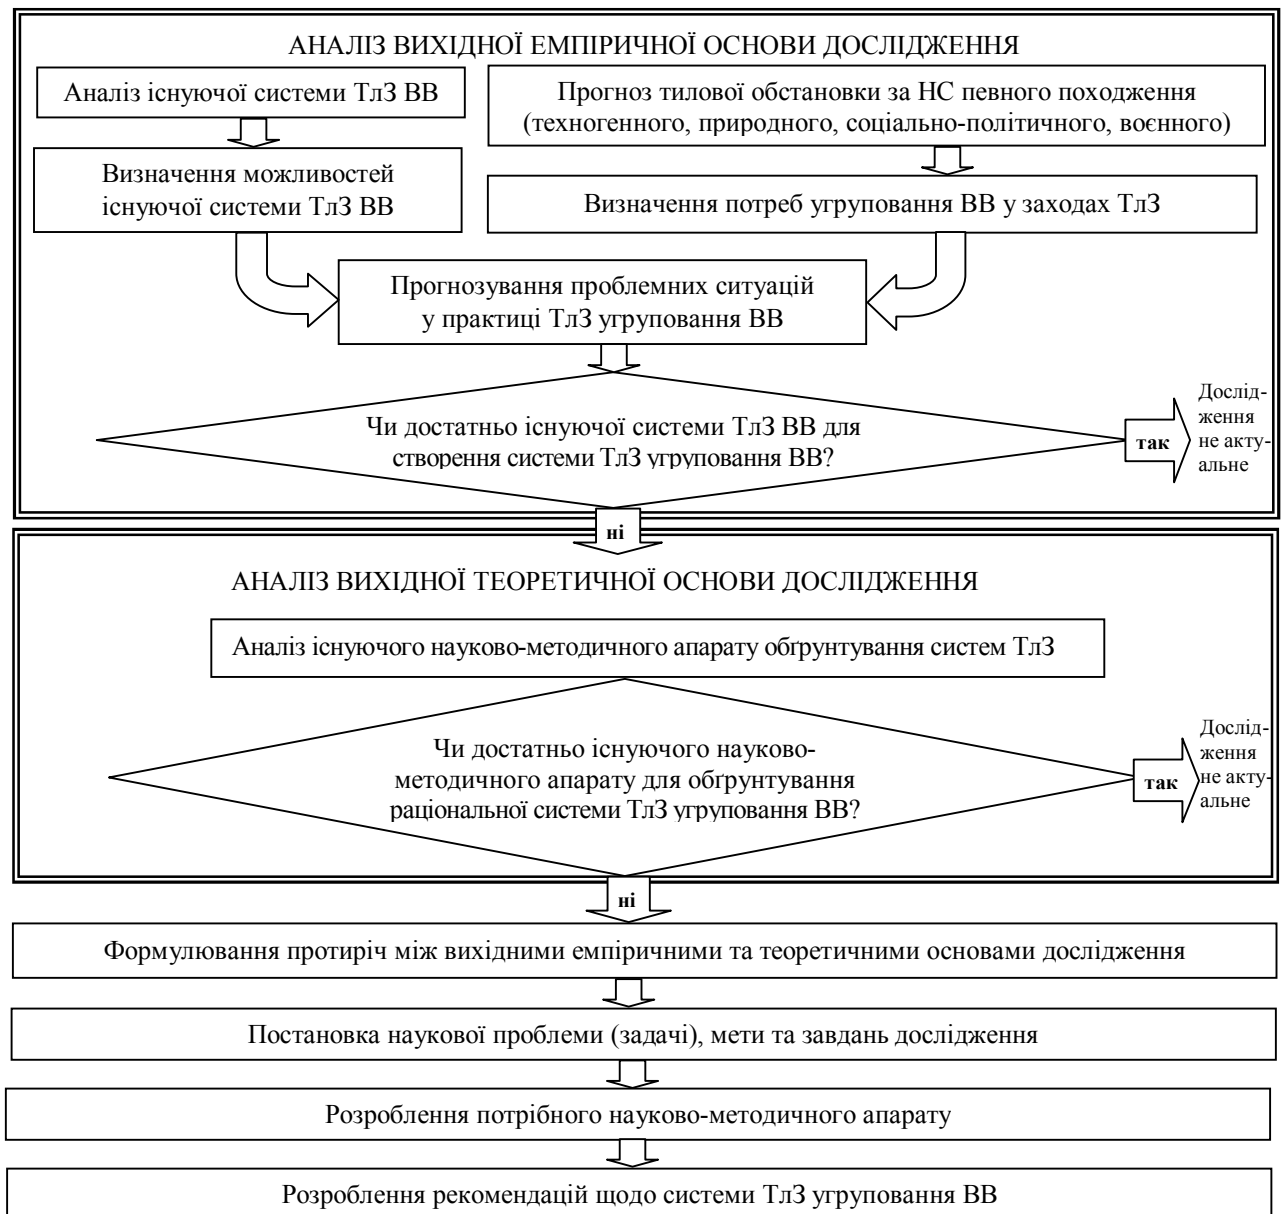 АНАЛІЗ ВИХІДНОЇ ЕМПІРИЧНОЇ ОСНОВИ ДОСЛІДЖЕННЯ
Аналіз існуючої системи ТлЗ ВВ
Прогноз тилової обстановки за НС певного походження
(техногенного, природного, соціально-політичного, воєнного)
Визначення можливостей
існуючої системи ТлЗ ВВ
Визначення потреб угруповання ВВ у заходах ТлЗ
Прогнозування проблемних ситуацій
у практиці ТлЗ угруповання ВВ
Чи достатньо існуючої системи ТлЗ ВВ для
створення системи ТлЗ угруповання ВВ?
так
Дослід-
ження
не акту-
альне
ні
АНАЛІЗ ВИХІДНОЇ ТЕОРЕТИЧНОЇ ОСНОВИ ДОСЛІДЖЕННЯ
Аналіз існуючого науково-методичного апарату обґрунтування систем ТлЗ
Чи достатньо існуючого науково-
методичного апарату для обґрунтування
раціональної системи ТлЗ угруповання ВВ?
так
Дослід-
ження
не акту-
альне
ні
Формулювання протиріч між вихідними емпіричними та теоретичними основами дослідження
Постановка наукової проблеми (задачі), мети та завдань дослідження
Розроблення потрібного науково-методичного апарату
Розроблення рекомендацій щодо системи ТлЗ угруповання ВВ